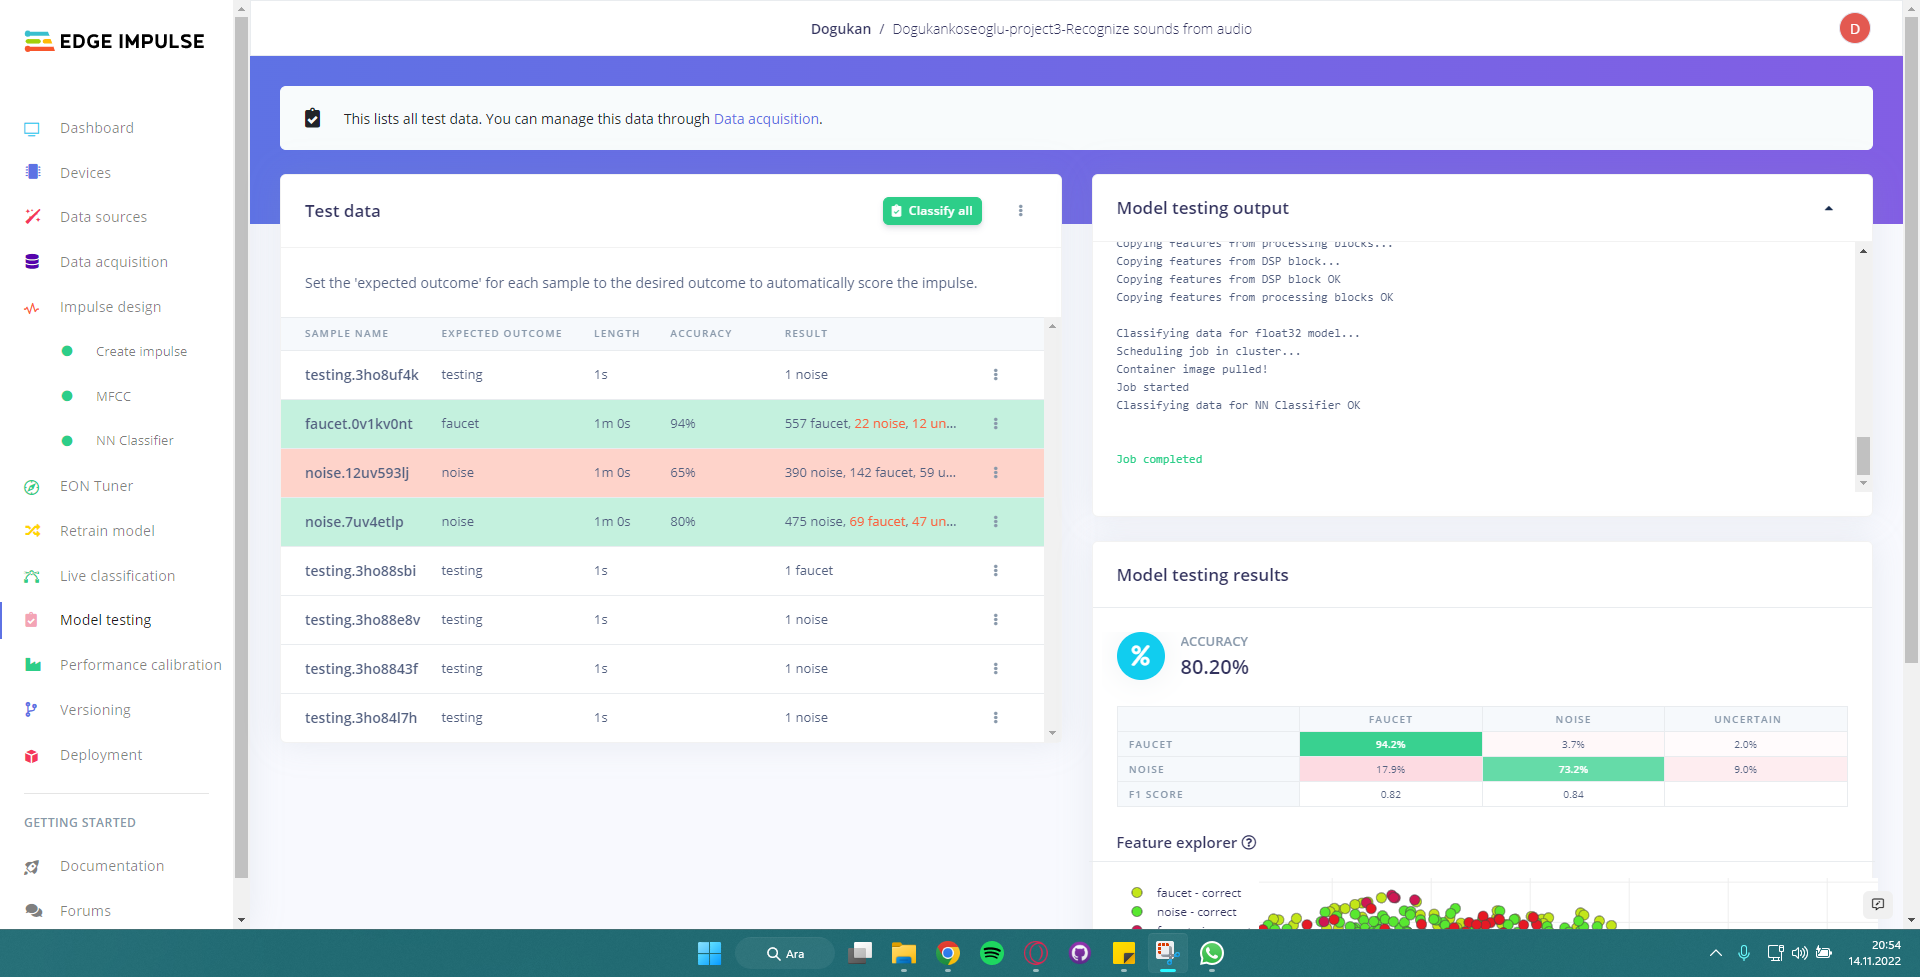 EDGE IMPULSE
Dogukan / Dogukankoseoglu-project3-Recognize sounds from audio
D
Dashboard
Devices
Data sources
Data acquisition
Impulse design
Create impulse
MFCC
NN Classifier
EON Tuner
Retrain model
Live classification
Model testing
Performance calibration
Versioning
Deployment
GETTING STARTED
Documentation
Forums
This lists all test data. You can manage this data through Data acquisition.
Test data
Classify all
Set the 'expected outcome' for each sample to the desired outcome to automatically score the impulse.
SAMPLE NAME EXPECTED OUTCOME LENGTH ACCURACY RESULT
testing.3ho8uf4k testing 1s 1 noise
faucet.0v1kv0nt faucet 1m 0s 94% 557 faucet, 22 noise, 12 un...
noise.12uv593lj noise 1m 0s 65% 390 noise, 142 faucet, 59 u...
noise.7uv4etlp noise 1m 0s 80% 475 noise, 69 faucet, 47 un...
testing.3ho88sbi testing 1s 1 faucet
testing.3ho88e8v testing 1s 1 noise
testing.3ho8843f testing 1s 1 noise
testing.3ho84l7h testing 1s 1 noise
Model testing output
Copying features from processing blocks...
Copying features from DSP block...
Copying features from DSP block OK
Copying features from processing blocks OK
Classifying data for float32 model...
Scheduling job in cluster...
Container image pulled!
Job started
Classifying data for NN Classifier OK
Job completed
Model testing results
%
ACCURACY
80.20%
FAUCET NOISE UNCERTAIN
FAUCET 94.2% 3.7% 2.0%
NOISE 17.9% 73.2% 9.0%
F1 SCORE 0.82 0.84
Feature explorer
faucet - correct
noise - correct
Ara
20:54
14.11.2022